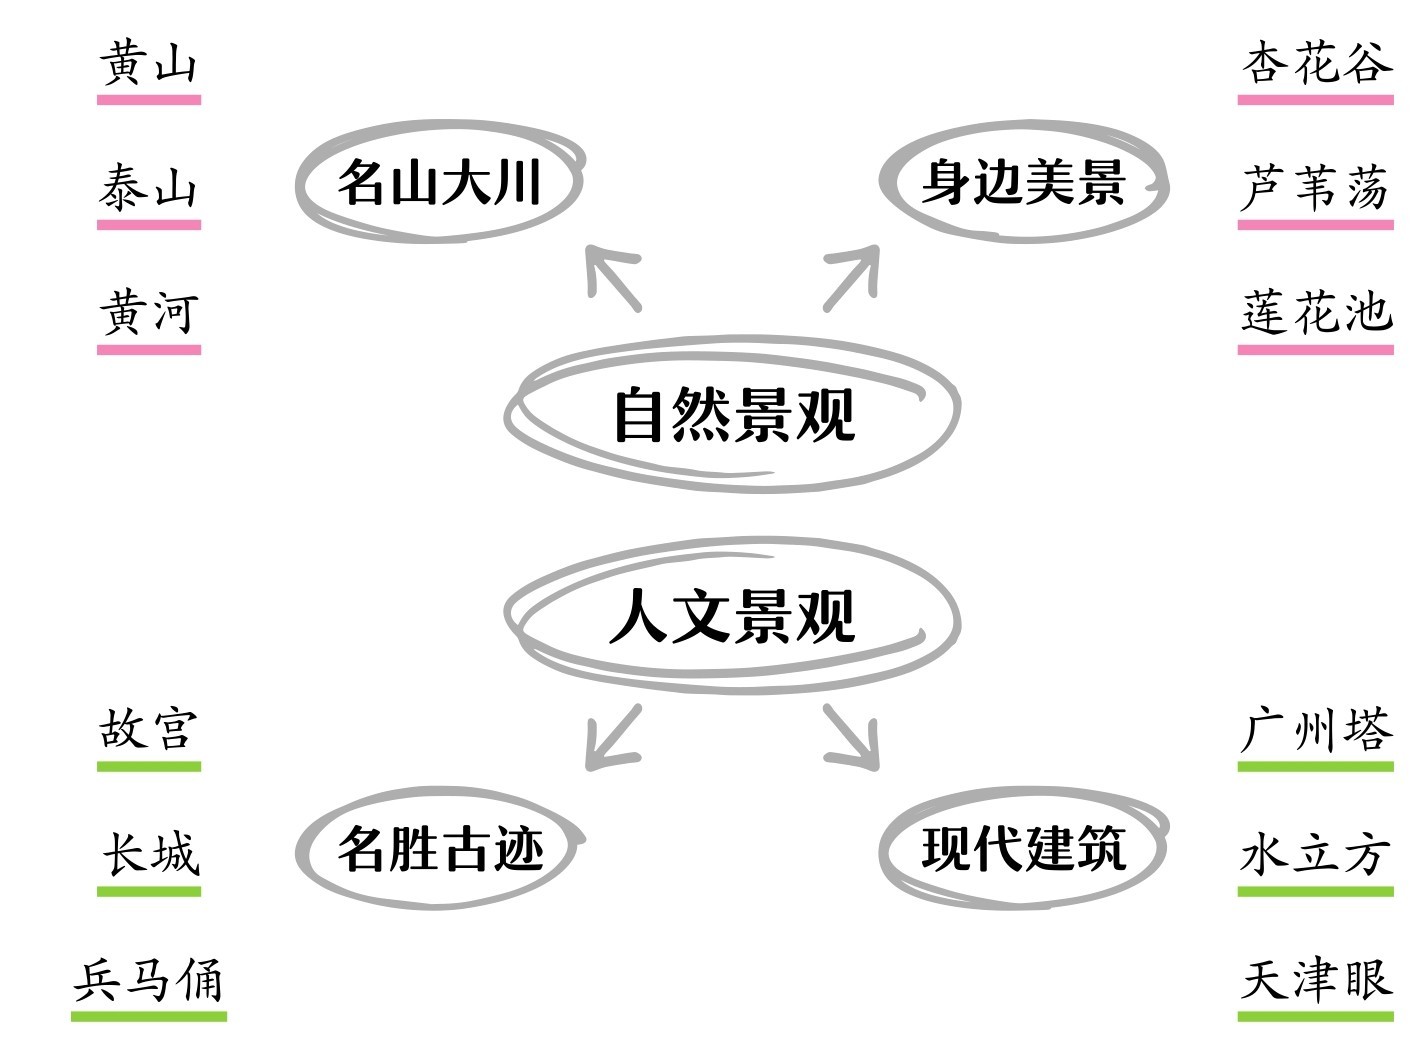 黄山
泰山
黄河
名山大川
身边美景
杏花谷
芦苇荡
莲花池
自然景观
人文景观
故宫
长城
兵马俑
名胜古迹
现代建筑
广州塔
水立方
天津眼